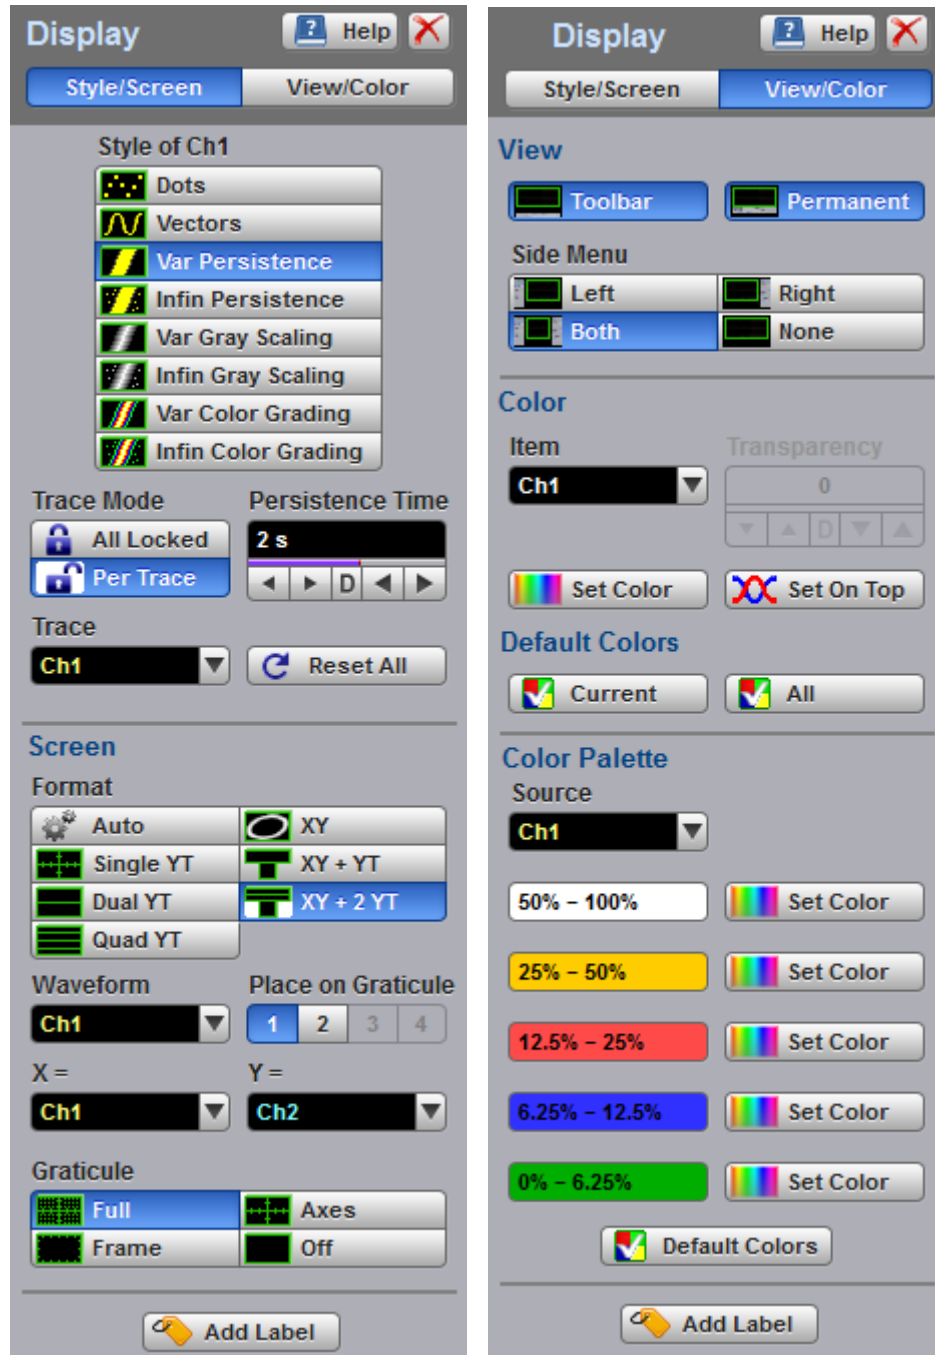 Display
Help
Style/Screen
View/Color
Style of Ch1
Dots
Vectors
Var Persistence
Infin Persistence
Var Gray Scaling
Infin Gray Scaling
Var Color Grading
Infin Color Grading
Trace Mode
Persistence Time
All Locked
2 s
Per Trace
D
Trace
Ch1
Reset All
Screen
Format
Auto
XY
Single YT
XY + YT
Dual YT
XY + 2 YT
Quad YT
Waveform
Place on Graticule
Ch1
1 2 3 4
X =
Y =
Ch1
Ch2
Graticule
Full
Axes
Frame
Off
Add Label
Display
Help
Style/Screen
View/Color
View
Toolbar
Permanent
Side Menu
Left
Right
Both
None
Color
Item
Transparency
Ch1
0
D
Set Color
Set On Top
Default Colors
Current
All
Color Palette
Source
Ch1
50% – 100%
Set Color
25% – 50%
Set Color
12.5% – 25%
Set Color
6.25% – 12.5%
Set Color
0% – 6.25%
Set Color
Default Colors
Add Label